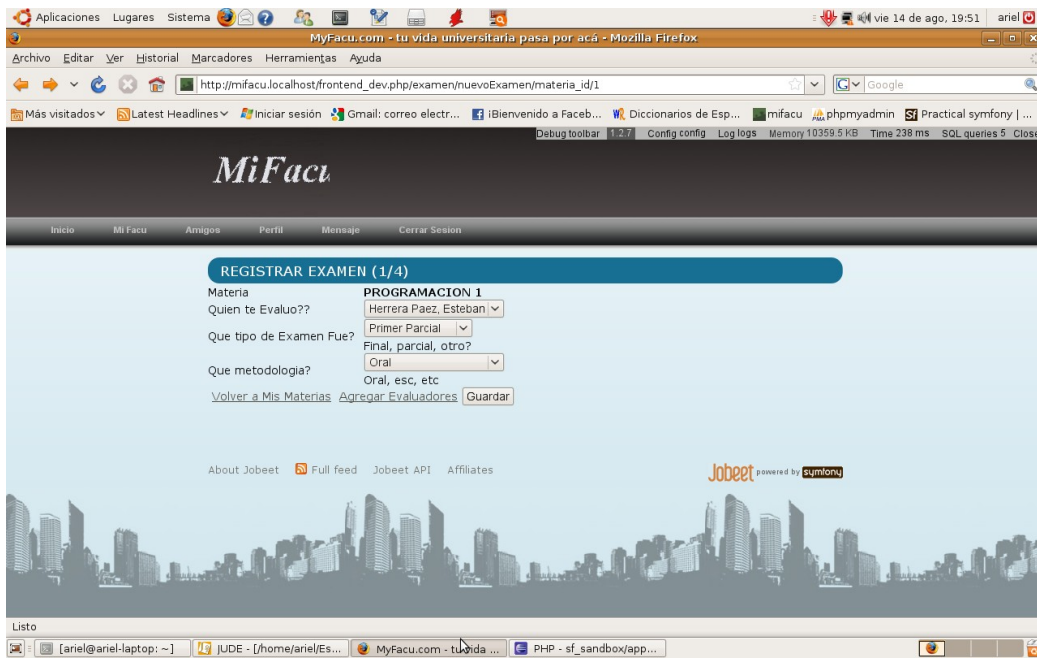 Aplicaciones Lugares Sistema vie 14 de ago, 19:51 ariel
MyFacu.com - tu vida universitaria pasa por acá - Mozilla Firefox
Archivo Editar Ver Historial Marcadores Herramientas Ayuda
http://mifacu.localhost/frontend_dev.php/examen/nuevoExamen/materia_id/1 G Google
Más visitados Latest Headlines Iniciar sesión Gmail: correo electr... iBienvenido a Faceb... Diccionarios de Esp... mifacu phpmyadmin Practical symfony | ...
Debug toolbar 1.2.7 Config config Log logs Memory 10359.5 KB Time 238 ms SQL queries 5 Close
MiFacu
Inicio Mi Facu Amigos Perfil Mensaje Cerrar Sesion
REGISTRAR EXAMEN (1/4)
Materia PROGRAMACION 1
Quien te Evaluo?? Herrera Paez, Esteban
Que tipo de Examen Fue? Primer Parcial
Final, parcial, otro?
Que metodologia? Oral
Oral, esc, etc
Volver a Mis Materias Agregar Evaluadores Guardar
About Jobeet Full feed Jobeet API Affiliates Jobeet powered by symfony
Listo
[ariel@ariel-laptop: ~] JUDE - [/home/ariel/Es... MyFacu.com - tu vida ... PHP - sf_sandbox/app...